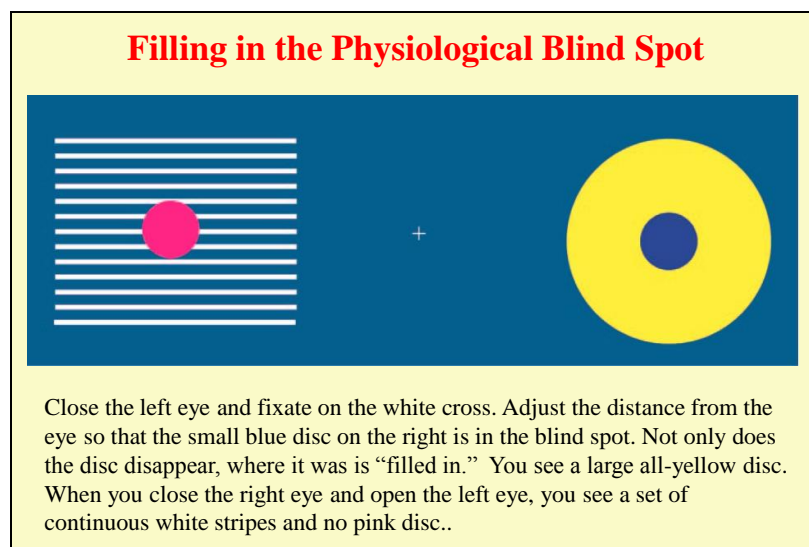 Filling in the Physiological Blind Spot
Close the left eye and fixate on the white cross. Adjust the distance from the
eye so that the small blue disc on the right is in the blind spot. Not only does
the disc disappear, where it was is “filled in.” You see a large all-yellow disc.
When you close the right eye and open the left eye, you see a set of
continuous white stripes and no pink disc..